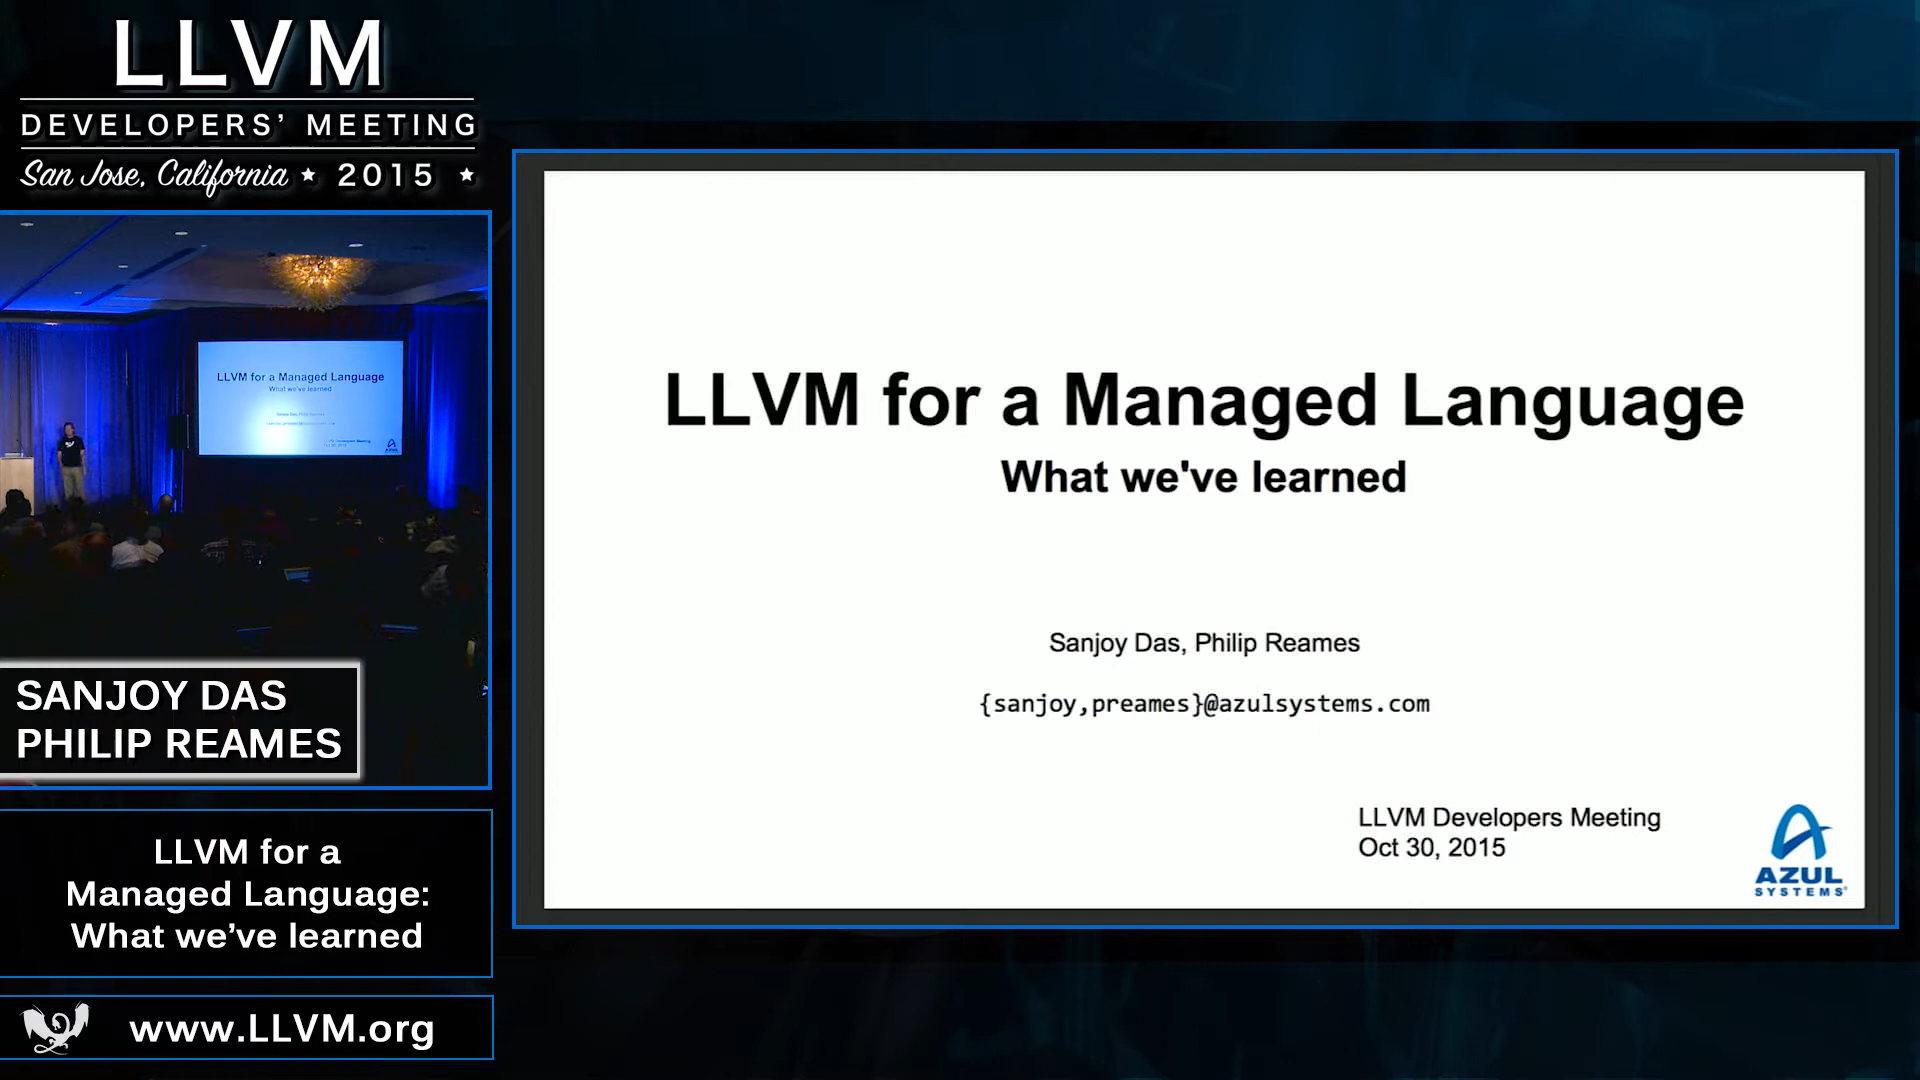 LLVM
DEVELOPERS’ MEETING
San Jose, California ★ 2015 ★
LLVM for a Managed Language
What we've learned
SANJOY DAS
PHILIP REAMES
LLVM for a
Managed Language:
What we’ve learned
www.LLVM.org
LLVM for a Managed Language
What we've learned
Sanjoy Das, Philip Reames
{sanjoy,preames}@azulsystems.com
LLVM Developers Meeting
Oct 30, 2015
AZUL
SYSTEMS